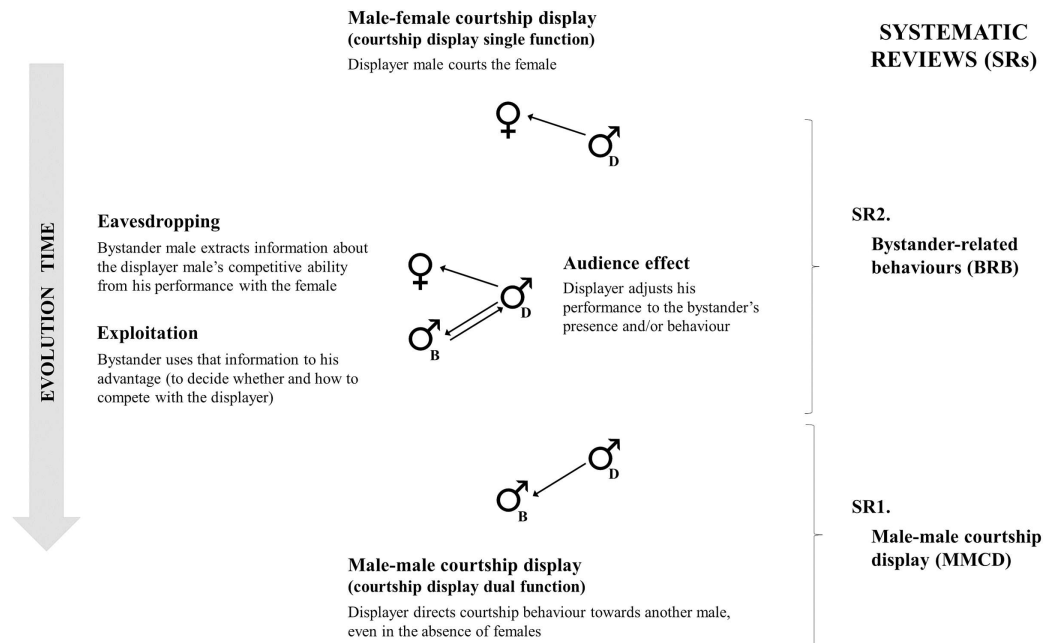 Male-female courtship display
(courtship display single function)
Displayer male courts the female
SYSTEMATIC
REVIEWS (SRs)
D
EVOLUTION TIME
Eavesdropping
Bystander male extracts information about
the displayer male's competitive ability
from his performance with the female
Exploitation
Bystander uses that information to his
advantage (to decide whether and how to
compete with the displayer)
D
B
Audience effect
Displayer adjusts his
performance to the bystander's
presence and/or behaviour
SR2.
Bystander-related
behaviours (BRB)
D
B
SR1.
Male-male courtship
display (MMCD)
Male-male courtship display
(courtship display dual function)
Displayer directs courtship behaviour towards another male,
even in the absence of females